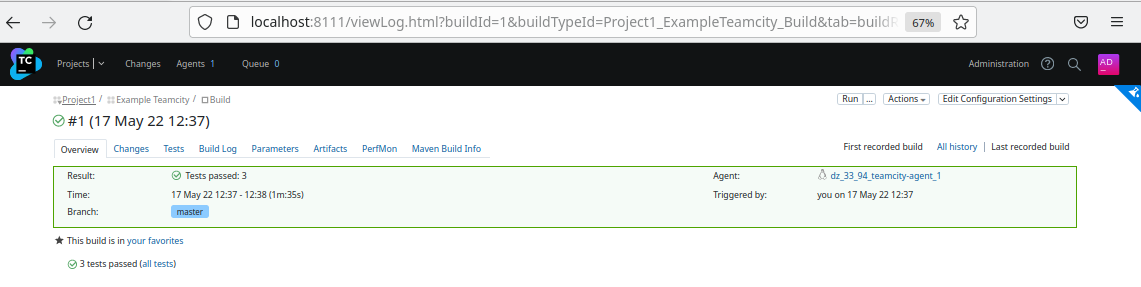 localhost:8111/viewLog.html?buildId=1&buildTypeId=Project1_ExampleTeamcity_Build&tab=buildR 67%
TC Projects Changes Agents 1 Queue 0 Administration ? AD
Project1 / Example Teamcity / Build Run ... Actions Edit Configuration Settings
#1 (17 May 22 12:37)
Overview Changes Tests Build Log Parameters Artifacts PerfMon Maven Build Info First recorded build All history Last recorded build
Result: Tests passed: 3 Agent: dz_33_94_teamcity-agent_1
Time: 17 May 22 12:37 - 12:38 (1m:35s) Triggered by: you on 17 May 22 12:37
Branch: master
This build is in your favorites
3 tests passed (all tests)